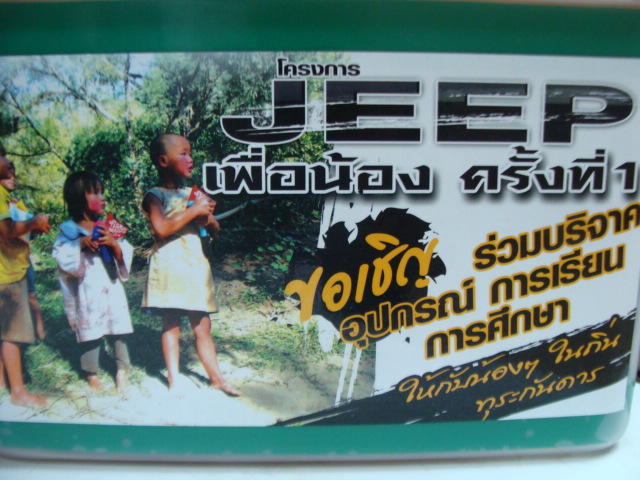 โครงการ
JEEP
เพื่อน้อง ครั้งที่ 1
ขอเชิญ
ร่วมบริจาค
อุปกรณ์ การเรียน
การศึกษา
ให้กับน้องๆ ในถิ่น
ทุระกันดาร